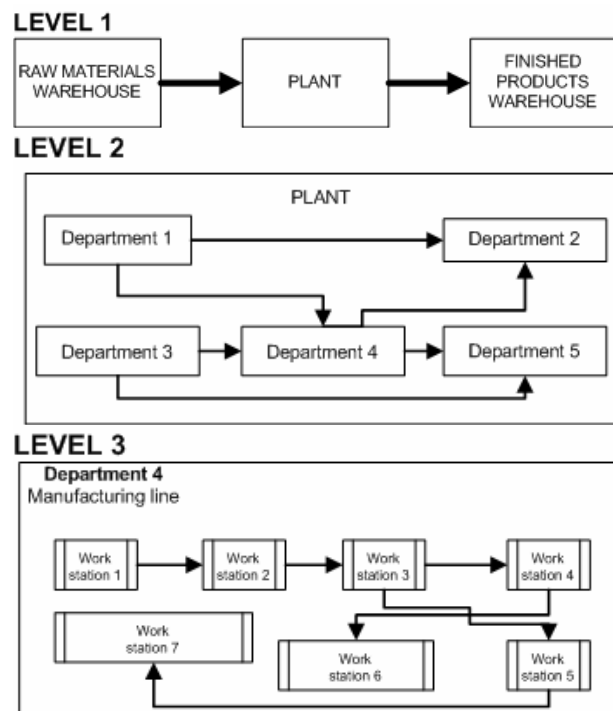 LEVEL 1
RAW MATERIALS
WAREHOUSE
PLANT
FINISHED
PRODUCTS
WAREHOUSE
LEVEL 2
PLANT
Department 1
Department 2
Department 3
Department 4
Department 5
LEVEL 3
Department 4
Manufacturing line
Work
station 1
Work
station 2
Work
station 3
Work
station 4
Work
station 7
Work
station 6
Work
station 5